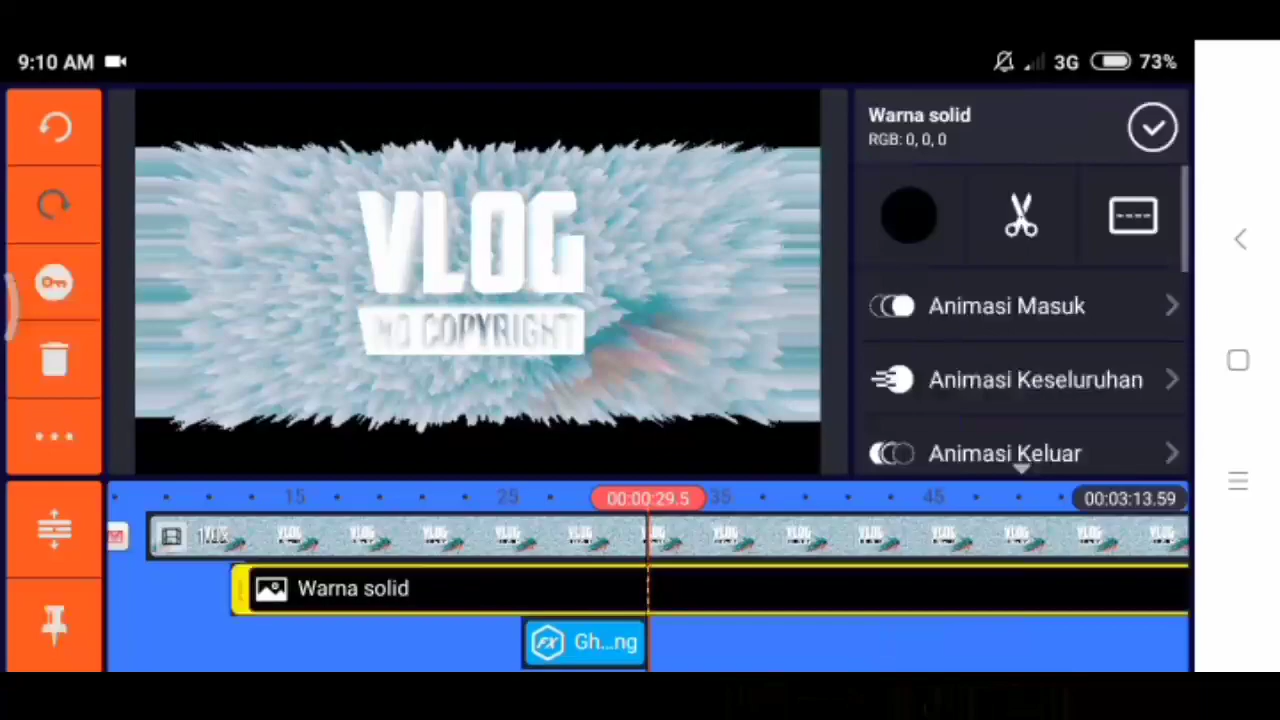 9:10 AM
3G
73%
VLOG
NO COPYRIGHT
Warna solid
RGB: 0, 0, 0
Animasi Masuk
Animasi Keseluruhan
Animasi Keluar
15
25
00:00:29.5
35
45
00:03:13.59
Warna solid
FX
Gh...ng